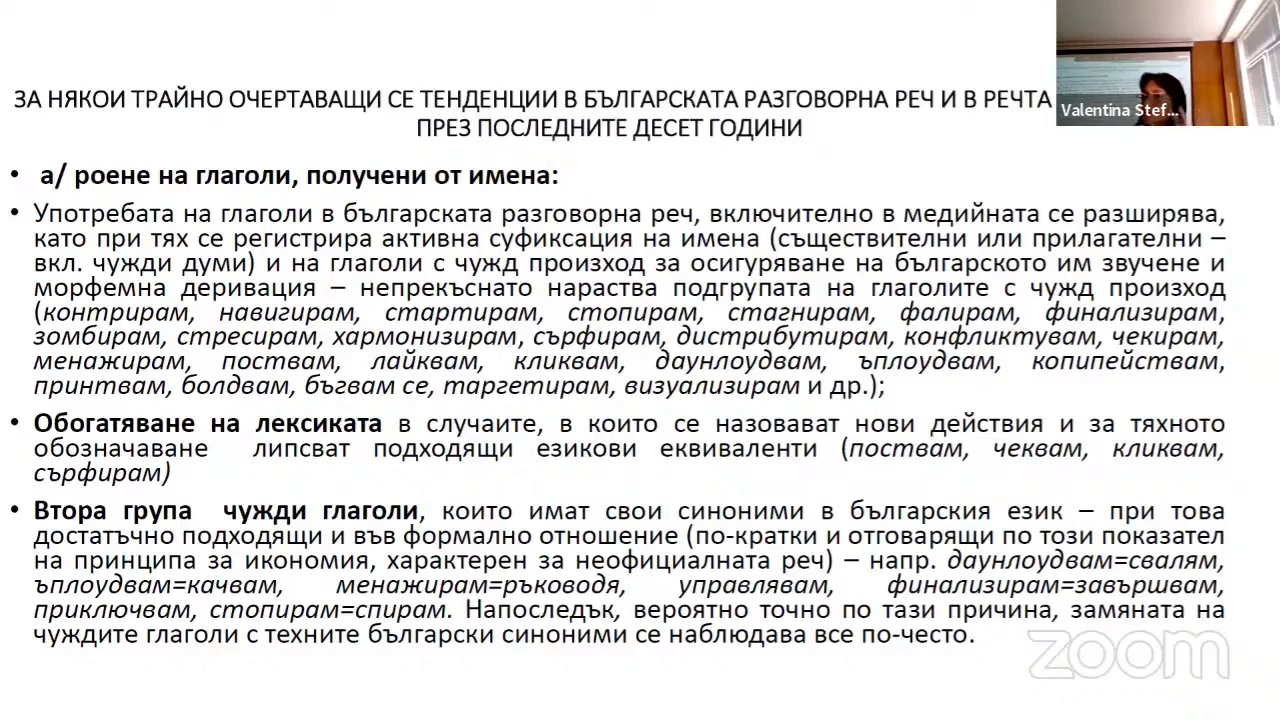 ЗА НЯКОИ ТРАЙНО ОЧЕРТАВАЩИ СЕ ТЕНДЕНЦИИ В БЪЛГАРСКАТА РАЗГОВОРНА РЕЧ И В РЕЧТА
ПРЕЗ ПОСЛЕДНИТЕ ДЕСЕТ ГОДИНИ
Valentina Stef...
• а/ роене на глаголи, получени от имена:
• Употребата на глаголи в българската разговорна реч, включително в медийната се разширява,
като при тях се регистрира активна суфиксация на имена (съществителни или прилагателни –
вкл. чужди думи) и на глаголи с чужд произход за осигуряване на българското им звучене и
морфемна деривация – непрекъснато нараства подгрупата на глаголите с чужд произход
(контрирам, навигирам, стартирам, стопирам, стагнирам, фалирам, финализирам,
зомбирам, стресирам, хармонизирам, сърфирам, дистрибутирам, конфликтувам, чекирам,
менажирам, поствам, лайквам, кликвам, даунлоудвам, ъплоудвам, копипействам,
принтвам, болдвам, бъгвам се, таргетирам, визуализирам и др.);
• Обогатяване на лексиката в случаите, в които се назовават нови действия и за тяхното
обозначаване липсват подходящи езикови еквиваленти (поствам, чеквам, кликвам,
сърфирам)
• Втора група чужди глаголи, които имат свои синоними в българския език – при това
достатъчно подходящи и във формално отношение (по-кратки и отговарящи по този показател
на принципа за икономия, характерен за неофициалната реч) – напр. даунлоудвам=свалям,
ъплоудвам=качвам, менажирам=ръководя, управлявам, финализирам=завършвам,
приключвам, стопирам=спирам. Напоследък, вероятно точно по тази причина, замяната на
чуждите глаголи с техните български синоними се наблюдава все по-често.
zoom